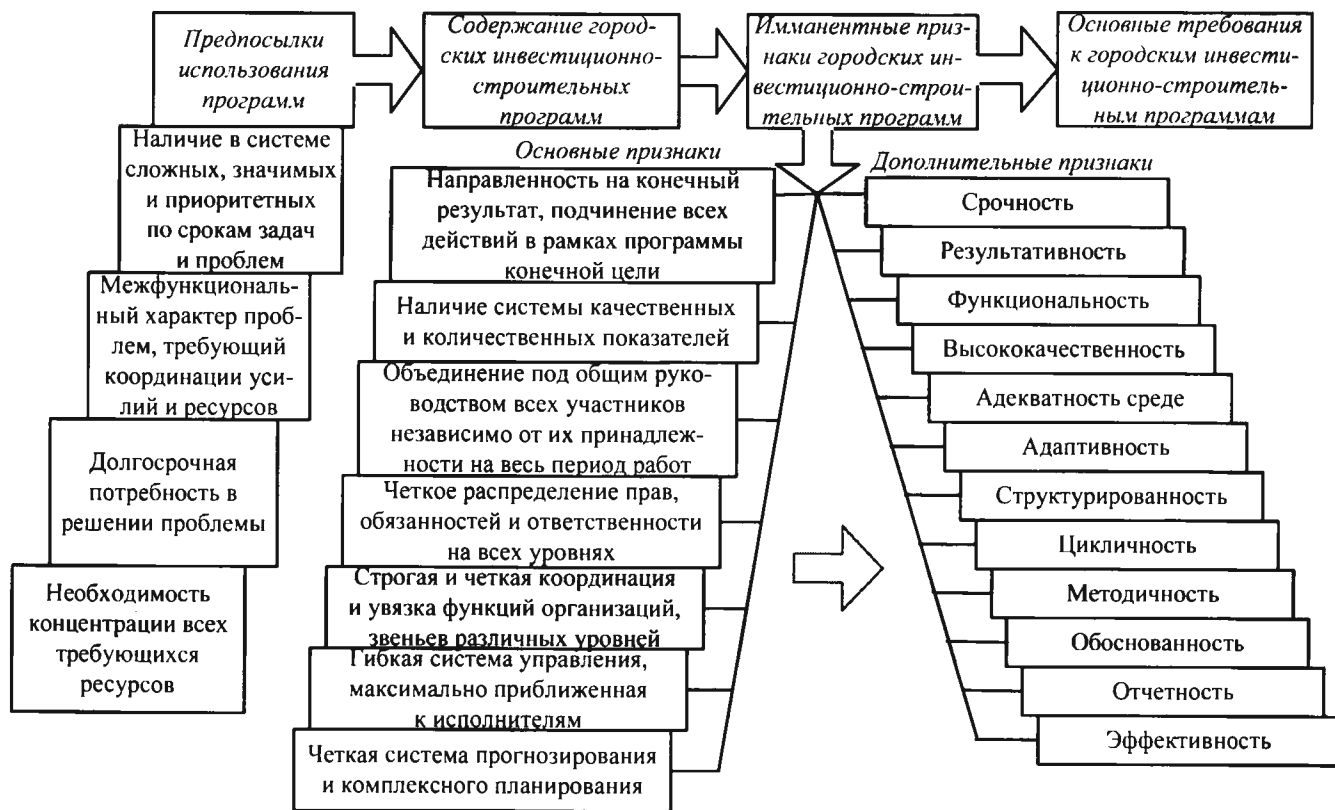 Предпосылки
использования
программ
Содержание город-
ских инвестиционно-
строительных
программ
Имманентные приз-
наки городских ин-
вестиционно-строи-
тельных программ
Основные требования
к городским инвести-
ционно-строитель-
ным программам
Наличие в системе
сложных, значимых
и приоритетных
по срокам задач
и проблем
Межфункциональ-
ный характер проб-
лем, требующий
координации уси-
лий и ресурсов
Долгосрочная
потребность в
решении проблемы
Необходимость
концентрации всех
требующихся
ресурсов
Основные признаки
Направленность на конечный
результат, подчинение всех
действий в рамках программы
конечной цели
Наличие системы качественных
и количественных показателей
Объединение под общим руко-
водством всех участников
независимо от их принадлеж-
ности на весь период работ
Четкое распределение прав,
обязанностей и ответственности
на всех уровнях
Строгая и четкая координация
и увязка функций организаций,
звеньев различных уровней
Гибкая система управления,
максимально приближенная
к исполнителям
Четкая система прогнозирования
и комплексного планирования
Дополнительные признаки
Срочность
Результативность
Функциональность
Высококачественность
Адекватность среде
Адаптивность
Структурированность
Цикличность
Методичность
Обоснованность
Отчетность
Эффективность